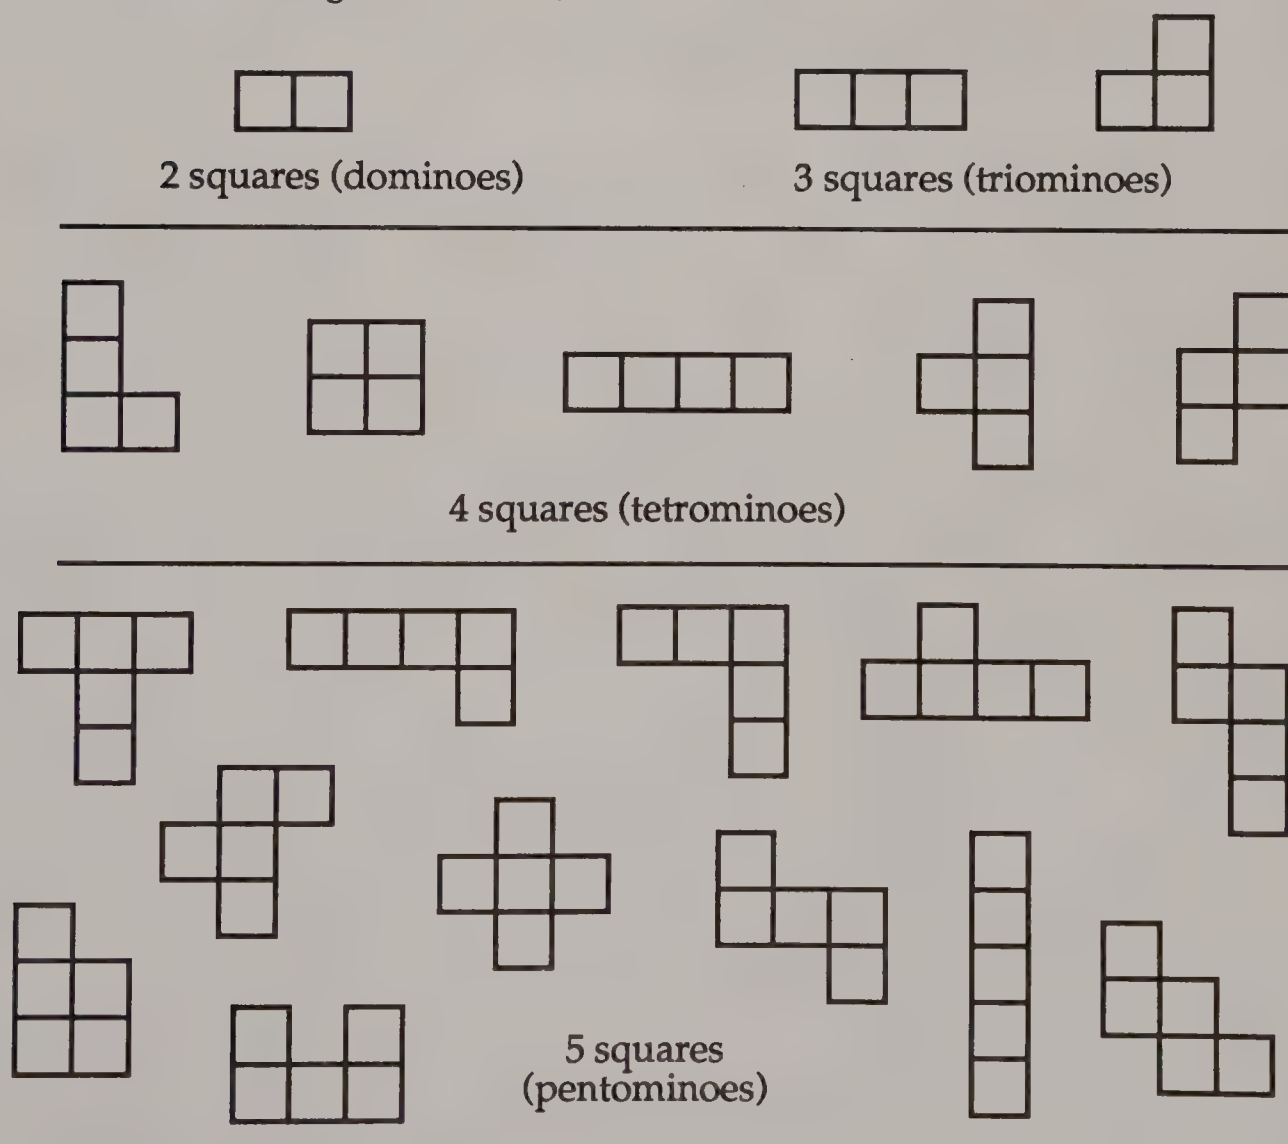 2 squares (dominoes)
3 squares (triominoes)
4 squares (tetrominoes)
5 squares
(pentominoes)